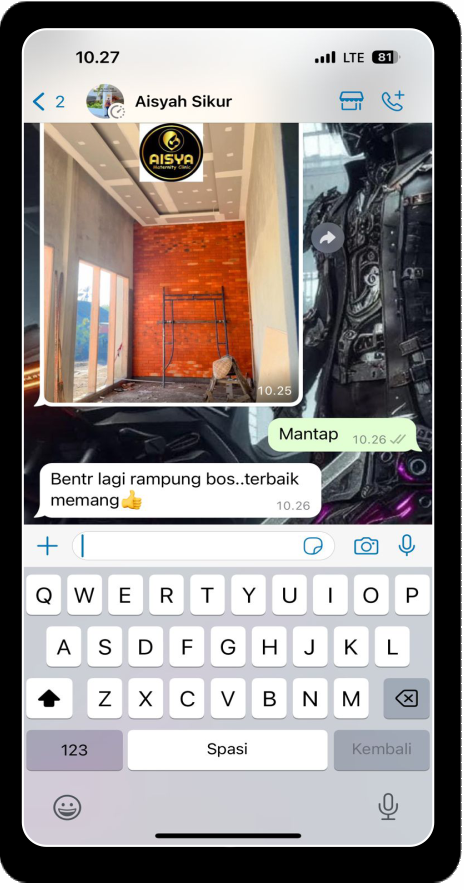 10.27
LTE 81
2 Aisyah Sikur
AISYA
Maternity Clinic
10.25
Mantap 10.26
Bentr lagi rampung bos..terbaik
memang👍
10.26
Q W E R T Y U I O P
A S D F G H J K L
Z X C V B N M
123 Spasi Kembali